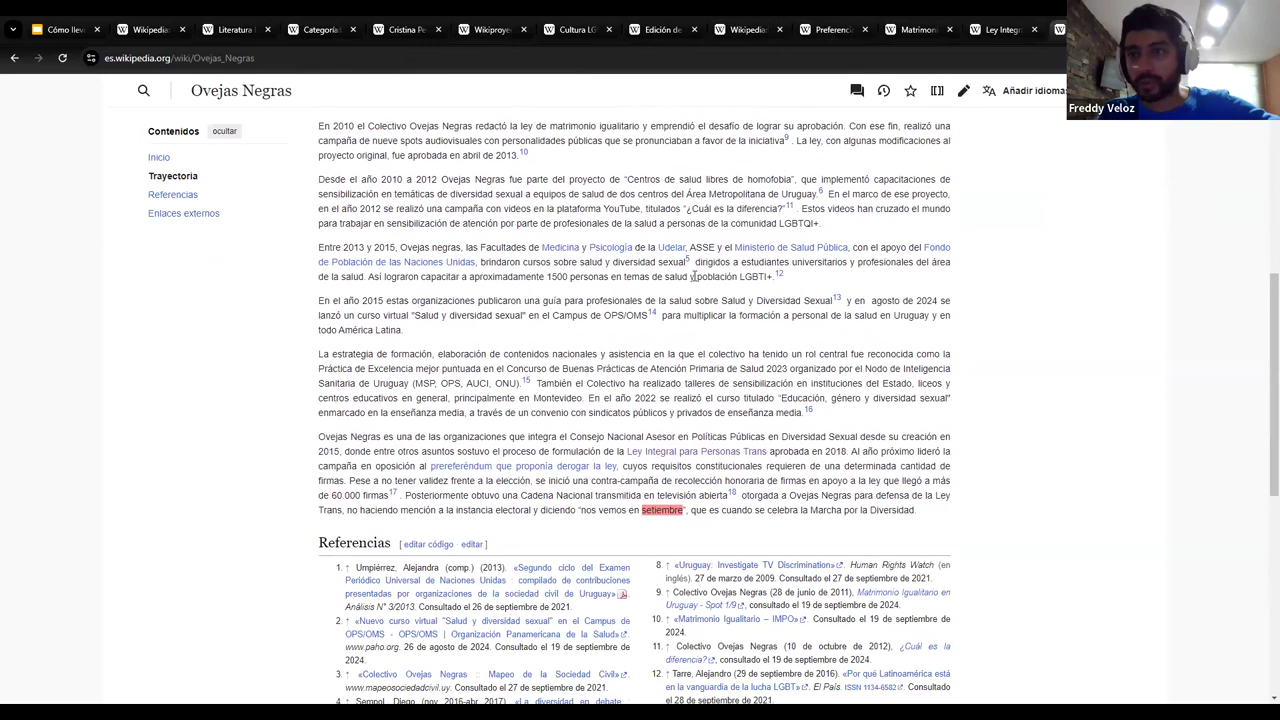 Cómo llev
Wikipedia:
Literatura l
Categoría
Cristina Pe
Wikiproye
Cultura LG
Edición de
Wikipedia:
Preferenci
Matrimoni
Ley Integr
es.wikipedia.org/wiki/Ovejas_Negras
Ovejas Negras
Añadir idiomas
Freddy Veloz
Contenidos
ocultar
Inicio
Trayectoria
Referencias
Enlaces externos
En 2010 el Colectivo Ovejas Negras redactó la ley de matrimonio igualitario y emprendió el desafío de lograr su aprobación. Con ese fin, realizó una
campaña de nueve spots audiovisuales con personalidades públicas que se pronunciaban a favor de la iniciativa9 . La ley, con algunas modificaciones al
proyecto original, fue aprobada en abril de 2013.10
Desde el año 2010 a 2012 Ovejas Negras fue parte del proyecto de “Centros de salud libres de homofobia”, que implementó capacitaciones de
sensibilización en temáticas de diversidad sexual a equipos de salud de dos centros del Área Metropolitana de Uruguay.6 En el marco de ese proyecto,
en el año 2012 se realizó una campaña con videos en la plataforma YouTube, titulados “¿Cuál es la diferencia?”11 . Estos videos han cruzado el mundo
para trabajar en sensibilización de atención por parte de profesionales de la salud a personas de la comunidad LGBTQI+.
Entre 2013 y 2015, Ovejas negras, las Facultades de Medicina y Psicología de la Udelar, ASSE y el Ministerio de Salud Pública, con el apoyo del Fondo
de Población de las Naciones Unidas, brindaron cursos sobre salud y diversidad sexual5 dirigidos a estudiantes universitarios y profesionales del área
de la salud. Así lograron capacitar a aproximadamente 1500 personas en temas de salud y población LGBTI+.12
En el año 2015 estas organizaciones publicaron una guía para profesionales de la salud sobre Salud y Diversidad Sexual13 y en agosto de 2024 se
lanzó un curso virtual "Salud y diversidad sexual" en el Campus de OPS/OMS14 para multiplicar la formación a personal de la salud en Uruguay y en
todo América Latina.
La estrategia de formación, elaboración de contenidos nacionales y asistencia en la que el colectivo ha tenido un rol central fue reconocida como la
Práctica de Excelencia mejor puntuada en el Concurso de Buenas Prácticas de Atención Primaria de Salud 2023 organizado por el Nodo de Inteligencia
Sanitaria de Uruguay (MSP, OPS, AUCI, ONU).15 También el Colectivo ha realizado talleres de sensibilización en instituciones del Estado, liceos y
centros educativos en general, principalmente en Montevideo. En el año 2022 se realizó el curso titulado “Educación, género y diversidad sexual"
enmarcado en la enseñanza media, a través de un convenio con sindicatos públicos y privados de enseñanza media.16
Ovejas Negras es una de las organizaciones que integra el Consejo Nacional Asesor en Políticas Públicas en Diversidad Sexual desde su creación en
2015, donde entre otros asuntos sostuvo el proceso de formulación de la Ley Integral para Personas Trans aprobada en 2018. Al año próximo lideró la
campaña en oposición al prereferéndum que proponía derogar la ley, cuyos requisitos constitucionales requieren de una determinada cantidad de
firmas. Pese a no tener validez frente a la elección, se inició una contra-campaña de recolección honoraria de firmas en apoyo a la ley que llegó a más
de 60.000 firmas17 . Posteriormente obtuvo una Cadena Nacional transmitida en televisión abierta18 otorgada a Ovejas Negras para defensa de la Ley
Trans, no haciendo mención a la instancia electoral y diciendo “nos vemos en setiembre”, que es cuando se celebra la Marcha por la Diversidad.
Referencias [ editar código · editar ]
1. ↑ Umpiérrez, Alejandra (comp.) (2013). «Segundo ciclo del Examen
Periódico Universal de Naciones Unidas : compilado de contribuciones
presentadas por organizaciones de la sociedad civil de Uruguay».
Análisis N° 3/2013. Consultado el 26 de septiembre de 2021.
2. ↑ «Nuevo curso virtual "Salud y diversidad sexual" en el Campus de
OPS/OMS - OPS/OMS | Organización Panamericana de la Salud».
www.paho.org. 26 de agosto de 2024. Consultado el 19 de septiembre de
2024.
3. ↑ «Colectivo Ovejas Negras :: Mapeo de la Sociedad Civil».
www.mapeosociedadcivil.uy. Consultado el 27 de septiembre de 2021.
4. ↑ Sempol, Diego (nov. 2016-abr. 2017). «La diversidad en debate :
8. ↑ «Uruguay: Investigate TV Discrimination». Human Rights Watch (en
inglés). 27 de marzo de 2009. Consultado el 27 de septiembre de 2021.
9. ↑ Colectivo Ovejas Negras (28 de junio de 2011), Matrimonio Igualitario en
Uruguay - Spot 1/9, consultado el 19 de septiembre de 2024.
10. ↑ «Matrimonio Igualitario – IMPO». Consultado el 19 de septiembre de
2024.
11. ↑ Colectivo Ovejas Negras (10 de octubre de 2012), ¿Cuál es la
diferencia?, consultado el 19 de septiembre de 2024.
12. ↑ Tarre, Alejandro (29 de septiembre de 2016). «Por qué Latinoamérica está
en la vanguardia de la lucha LGBT». El País. ISSN 1134-6582. Consultado
el 28 de septiembre de 2021.